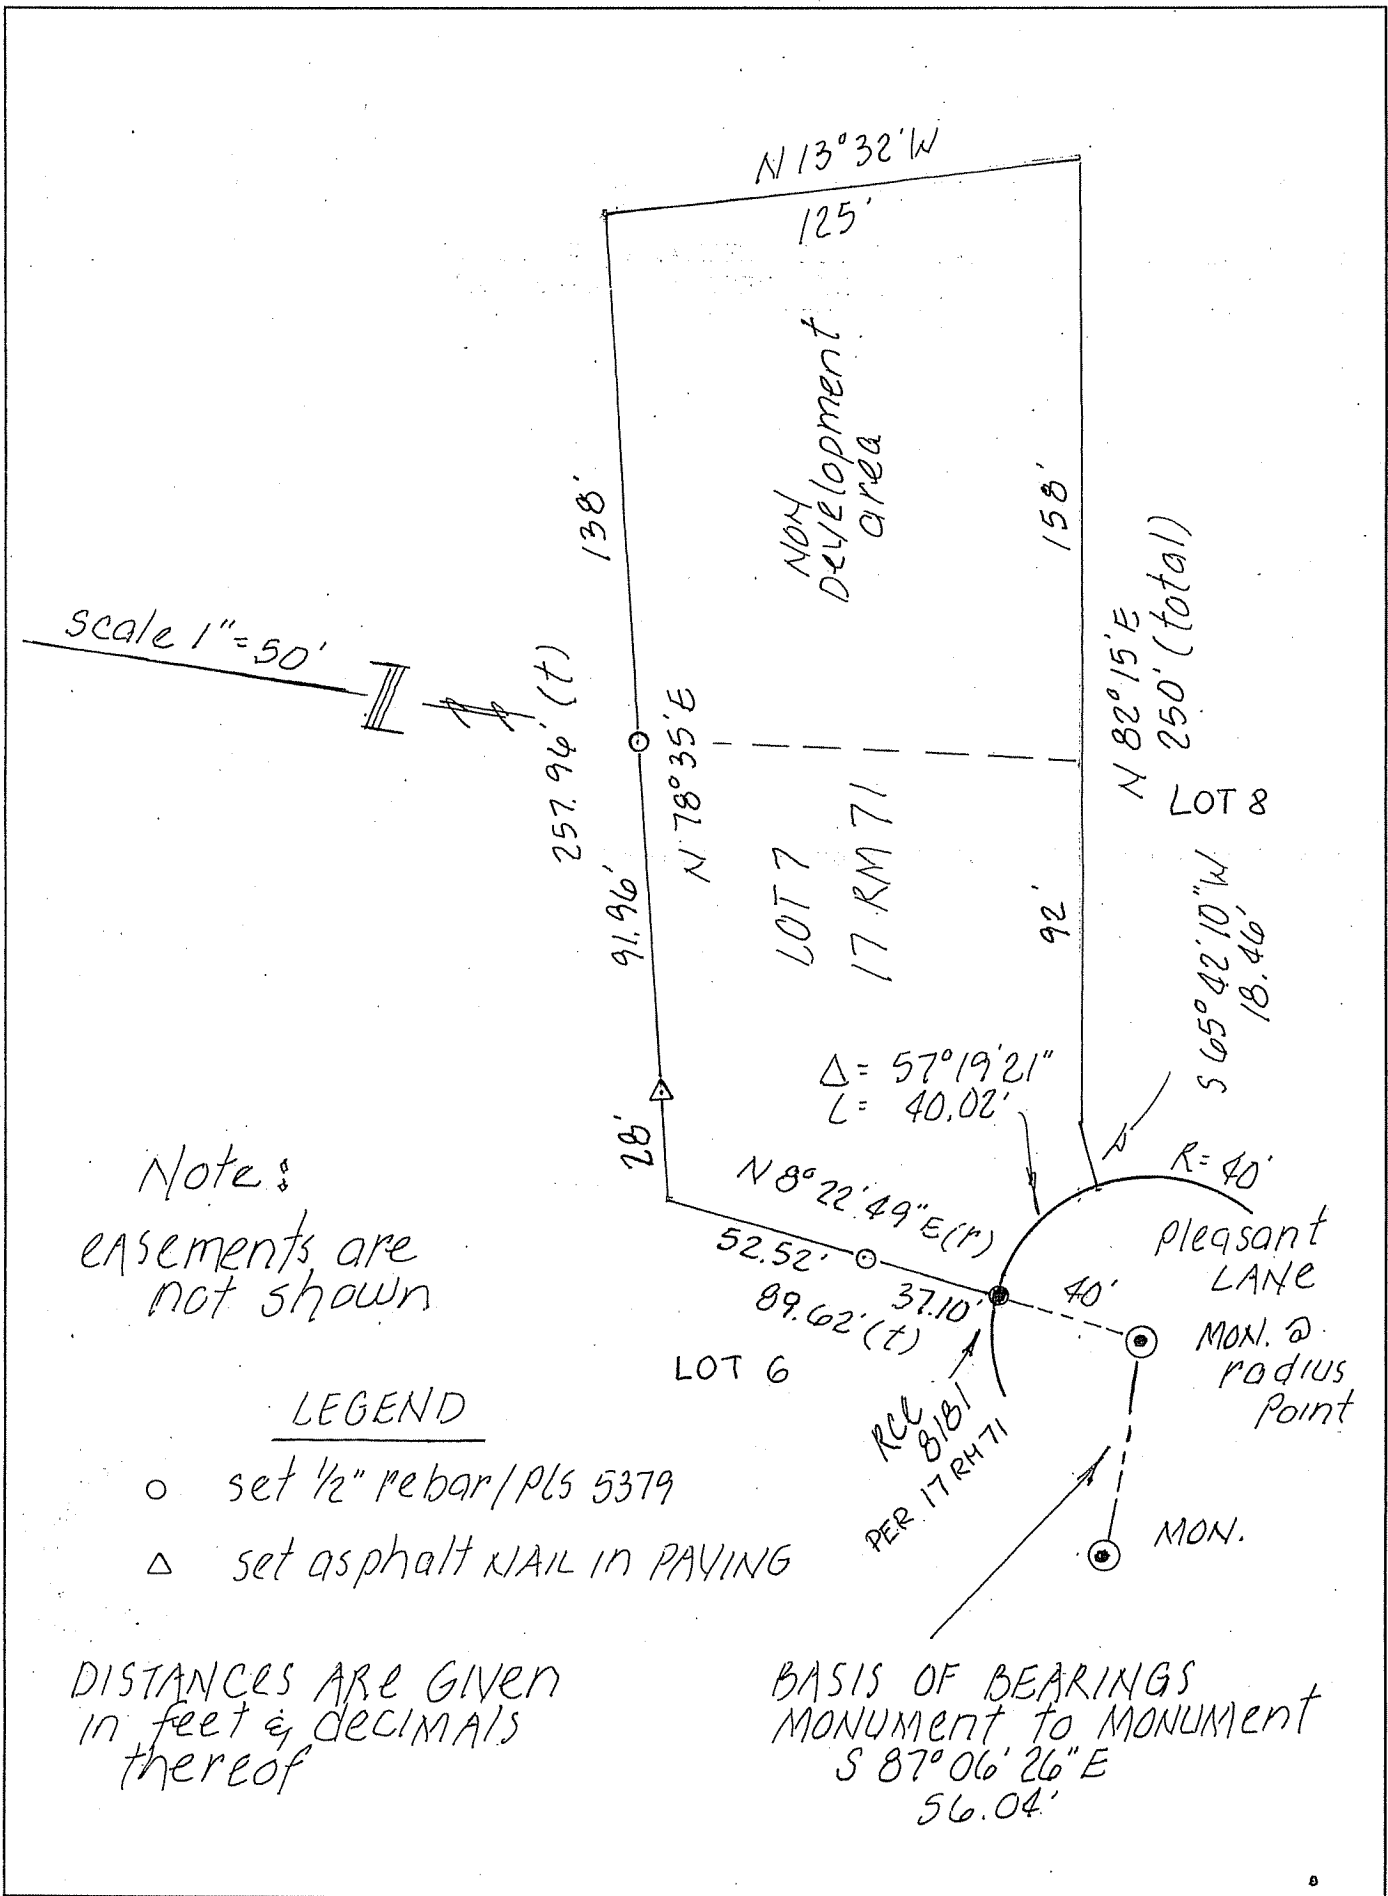 N 13°32'W
125'
NON
Development
area
138'
158'
scale 1"=50'
257.96' (t)
N 78°35'E
N 82°15'E
250' (total)
LOT 8
LOT 7
17 RM 71
91.96'
92'
S 65°42'10"W
18.46'
Δ= 57°19'21"
L= 40.02'
28'
Note:
easements are
not shown
N 8°22'49"E(r)
R=40'
52.52'
37.10'
89.62'(t)
40'
Pleasant
LANe
MON. @
radius
Point
LOT 6
RCE
8181
PER 17 RM 71
LEGEND
set 1/2" rebar/PLS 5379
set asphalt NAIL in PAVING
MON.
DISTANCES ARe GIVen
in feet & deCIMAls
thereof
BASIS OF BEARINGS
MONUMent to MONUMent
S 87°06'26"E
56.04'